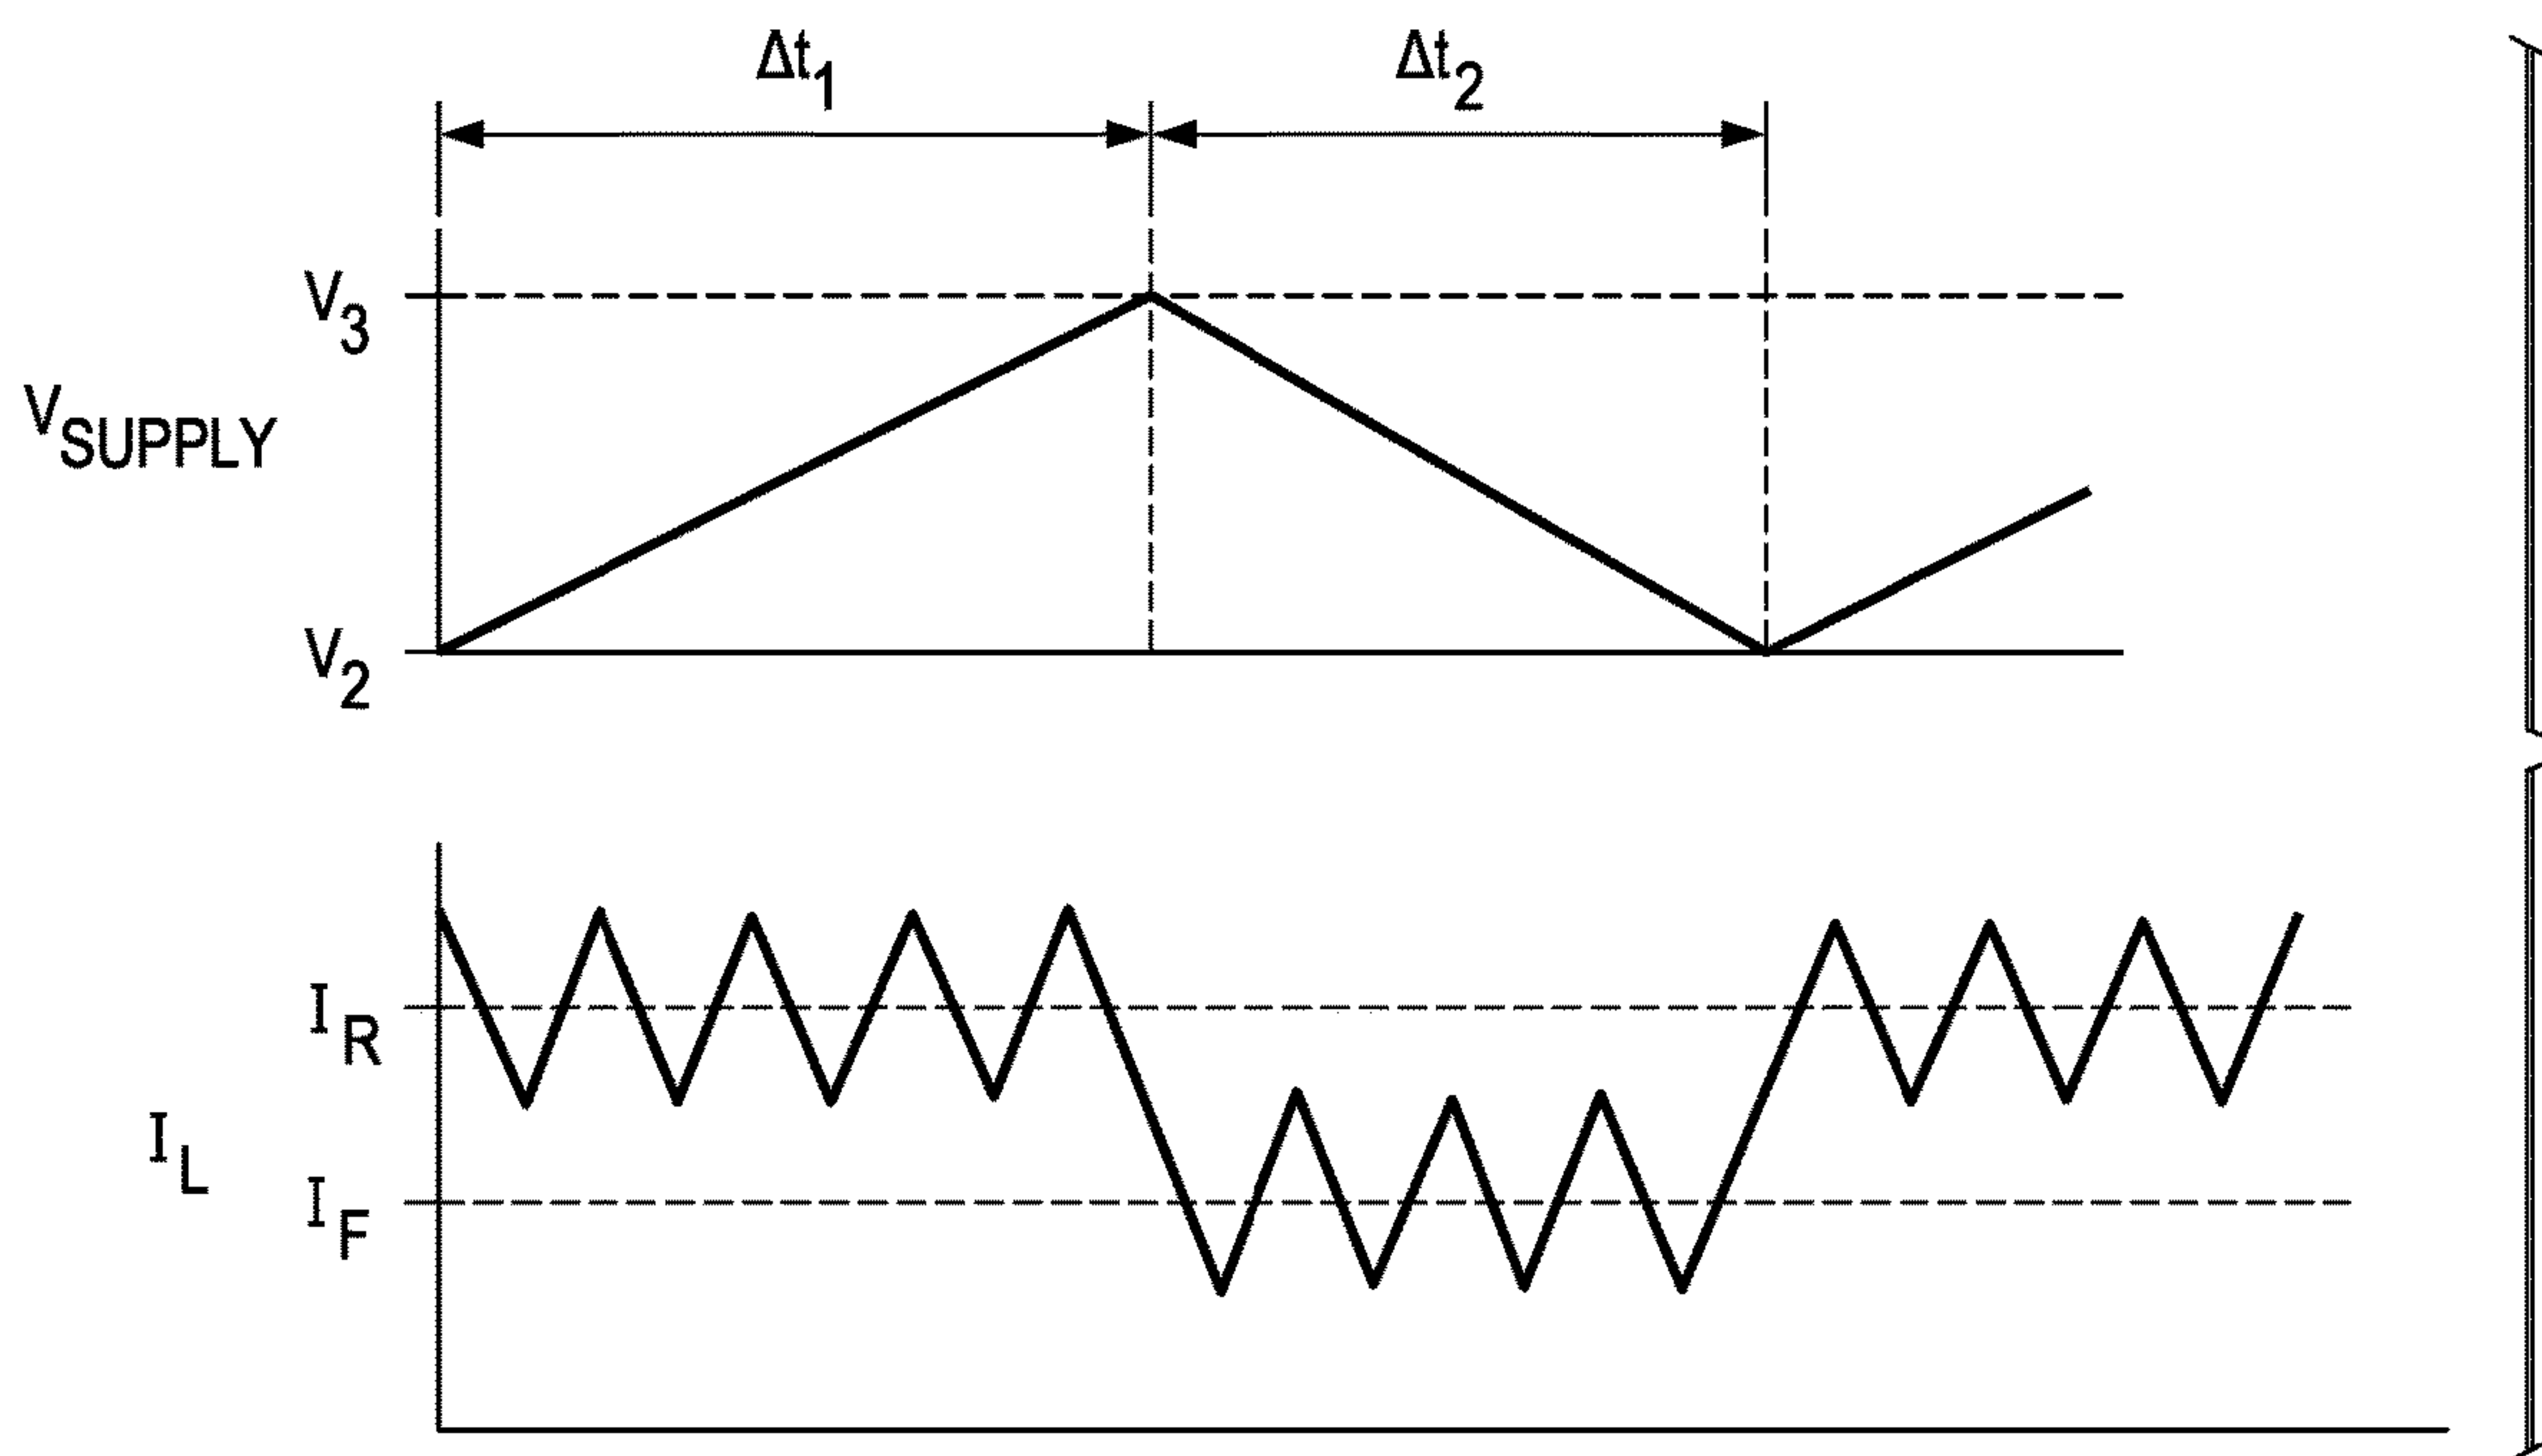 Δt1 Δt2
V3
VSUPPLY
V2
IR
IL
IF